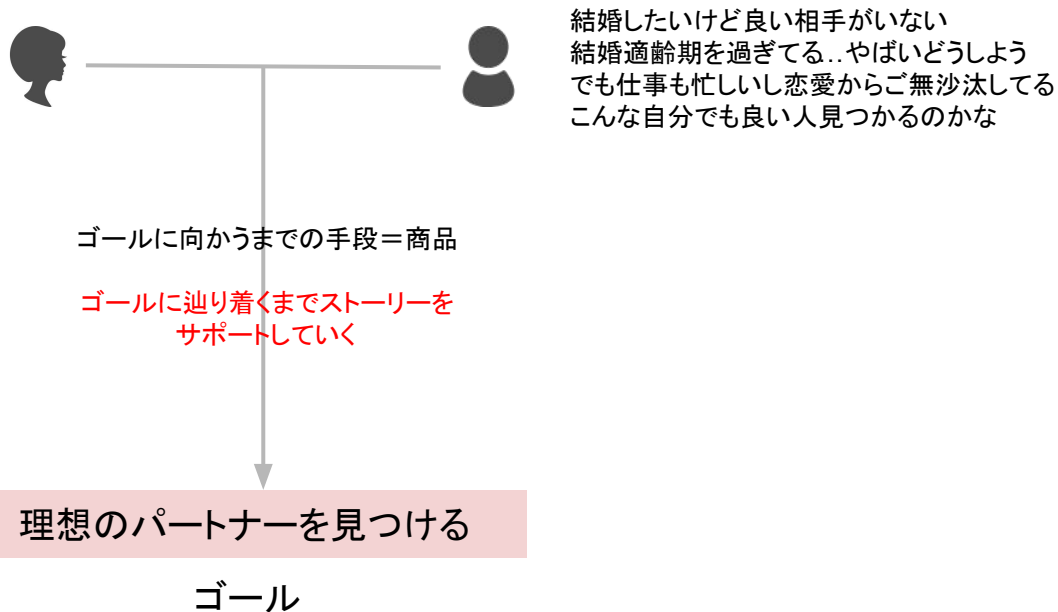 結婚したいけど良い相手がいない
結婚適齢期を過ぎてる..やばいどうしよう
でも仕事も忙しいし恋愛からご無沙汰してる
こんな自分でも良い人見つかるのかな
ゴールに向かうまでの手段＝商品
ゴールに辿り着くまでストーリーを
サポートしていく
理想のパートナーを見つける
ゴール